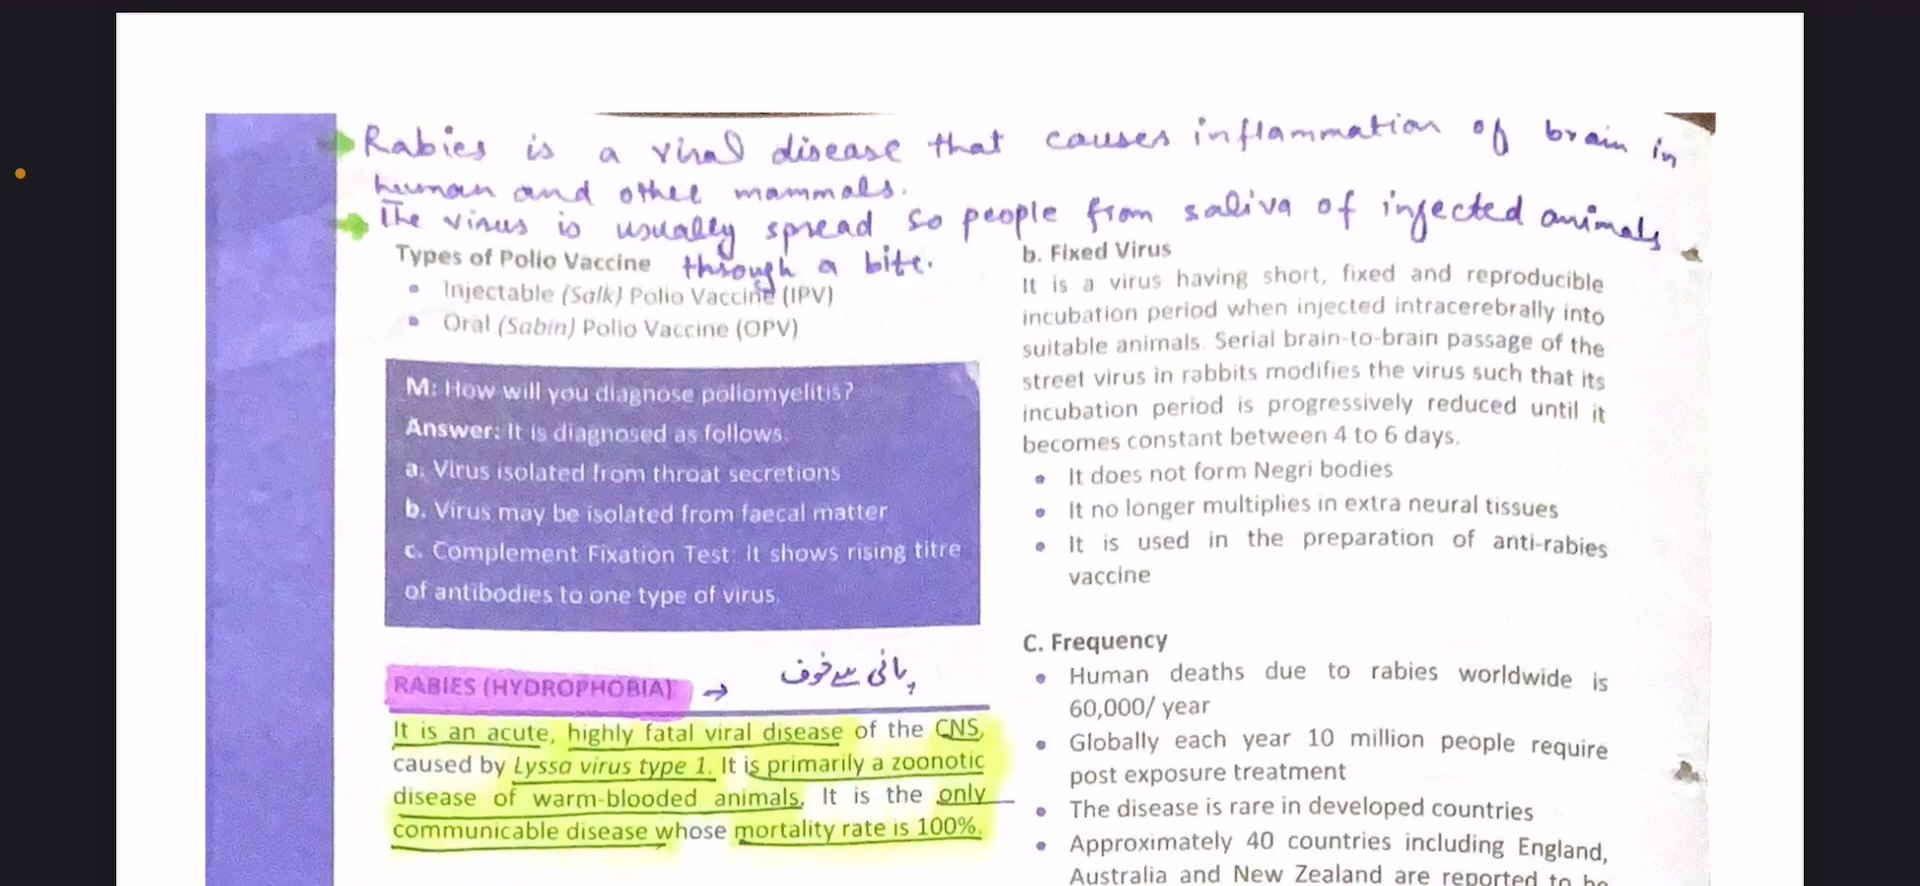 Rabies is a viral disease that causes inflammation of brain in
human and other mammals.
The virus is usually spread so people from saliva of injected animals
through a bite.
Types of Polio Vaccine
• Injectable (Salk) Polio Vaccine (IPV)
• Oral (Sabin) Polio Vaccine (OPV)
M: How will you diagnose poliomyelitis?
Answer: It is diagnosed as follows:
a. Virus isolated from throat secretions
b. Virus may be isolated from faecal matter
c. Complement Fixation Test: It shows rising titre
of antibodies to one type of virus.
RABIES (HYDROPHOBIA) → پانی سے خوف
It is an acute, highly fatal viral disease of the CNS,
caused by Lyssa virus type 1. It is primarily a zoonotic
disease of warm-blooded animals. It is the only
communicable disease whose mortality rate is 100%.
b. Fixed Virus
It is a virus having short, fixed and reproducible
incubation period when injected intracerebrally into
suitable animals. Serial brain-to-brain passage of the
street virus in rabbits modifies the virus such that its
incubation period is progressively reduced until it
becomes constant between 4 to 6 days.
• It does not form Negri bodies
• It no longer multiplies in extra neural tissues
• It is used in the preparation of anti-rabies
vaccine
C. Frequency
• Human deaths due to rabies worldwide is
60,000/ year
• Globally each year 10 million people require
post exposure treatment
• The disease is rare in developed countries
• Approximately 40 countries including England,
Australia and New Zealand are reported to be